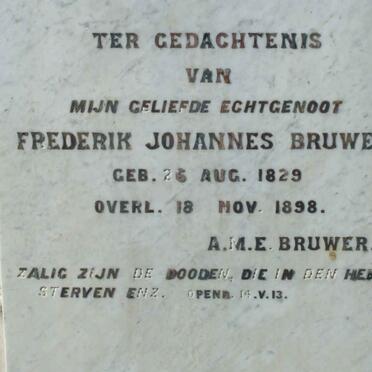 TER GEDACHTENIS
VAN
MIJN GELIEFDE ECHTGENOOT
FREDERIK JOHANNES BRUWE
GEB. 26 AUG. 1829
OVERL. 18 NOV. 1898.
A.M.E. BRUWER.
ZALIG ZIJN DE DOODEN, DIE IN DEN HEE
STERVEN ENZ. OPENB. 14.V.13.